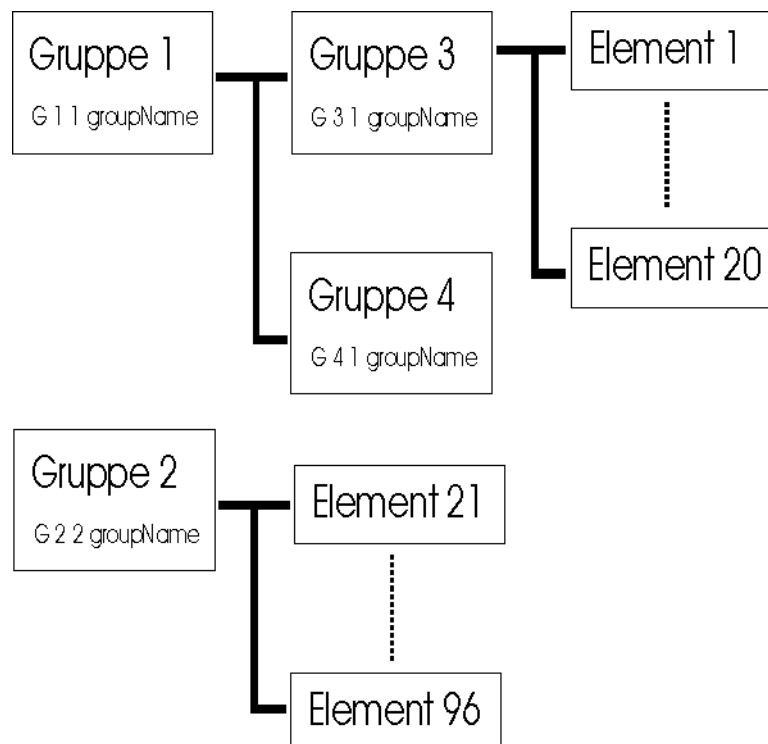 Gruppe 1
G 1 1 groupName
Gruppe 3
G 3 1 groupName
Element 1
Element 20
Gruppe 4
G 4 1 groupName
Gruppe 2
G 2 2 groupName
Element 21
Element 96